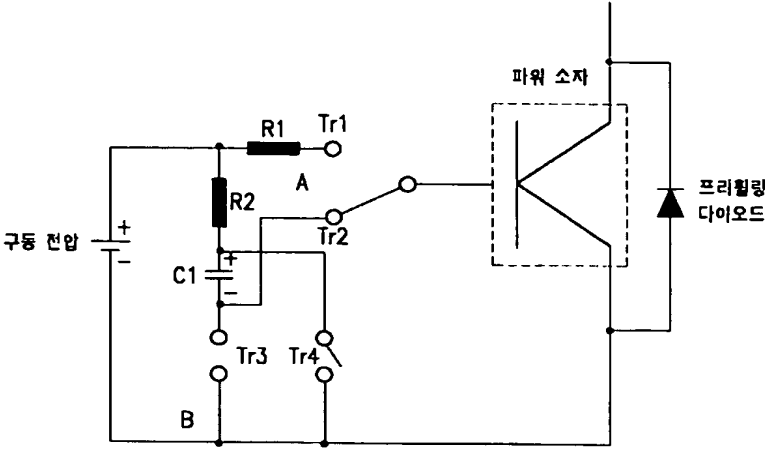 파워 소자
R1
Tr1
A
R2
프리휠링
다이오드
Tr2
+
구동 전압
-
+
C1
-
Tr3
Tr4
B